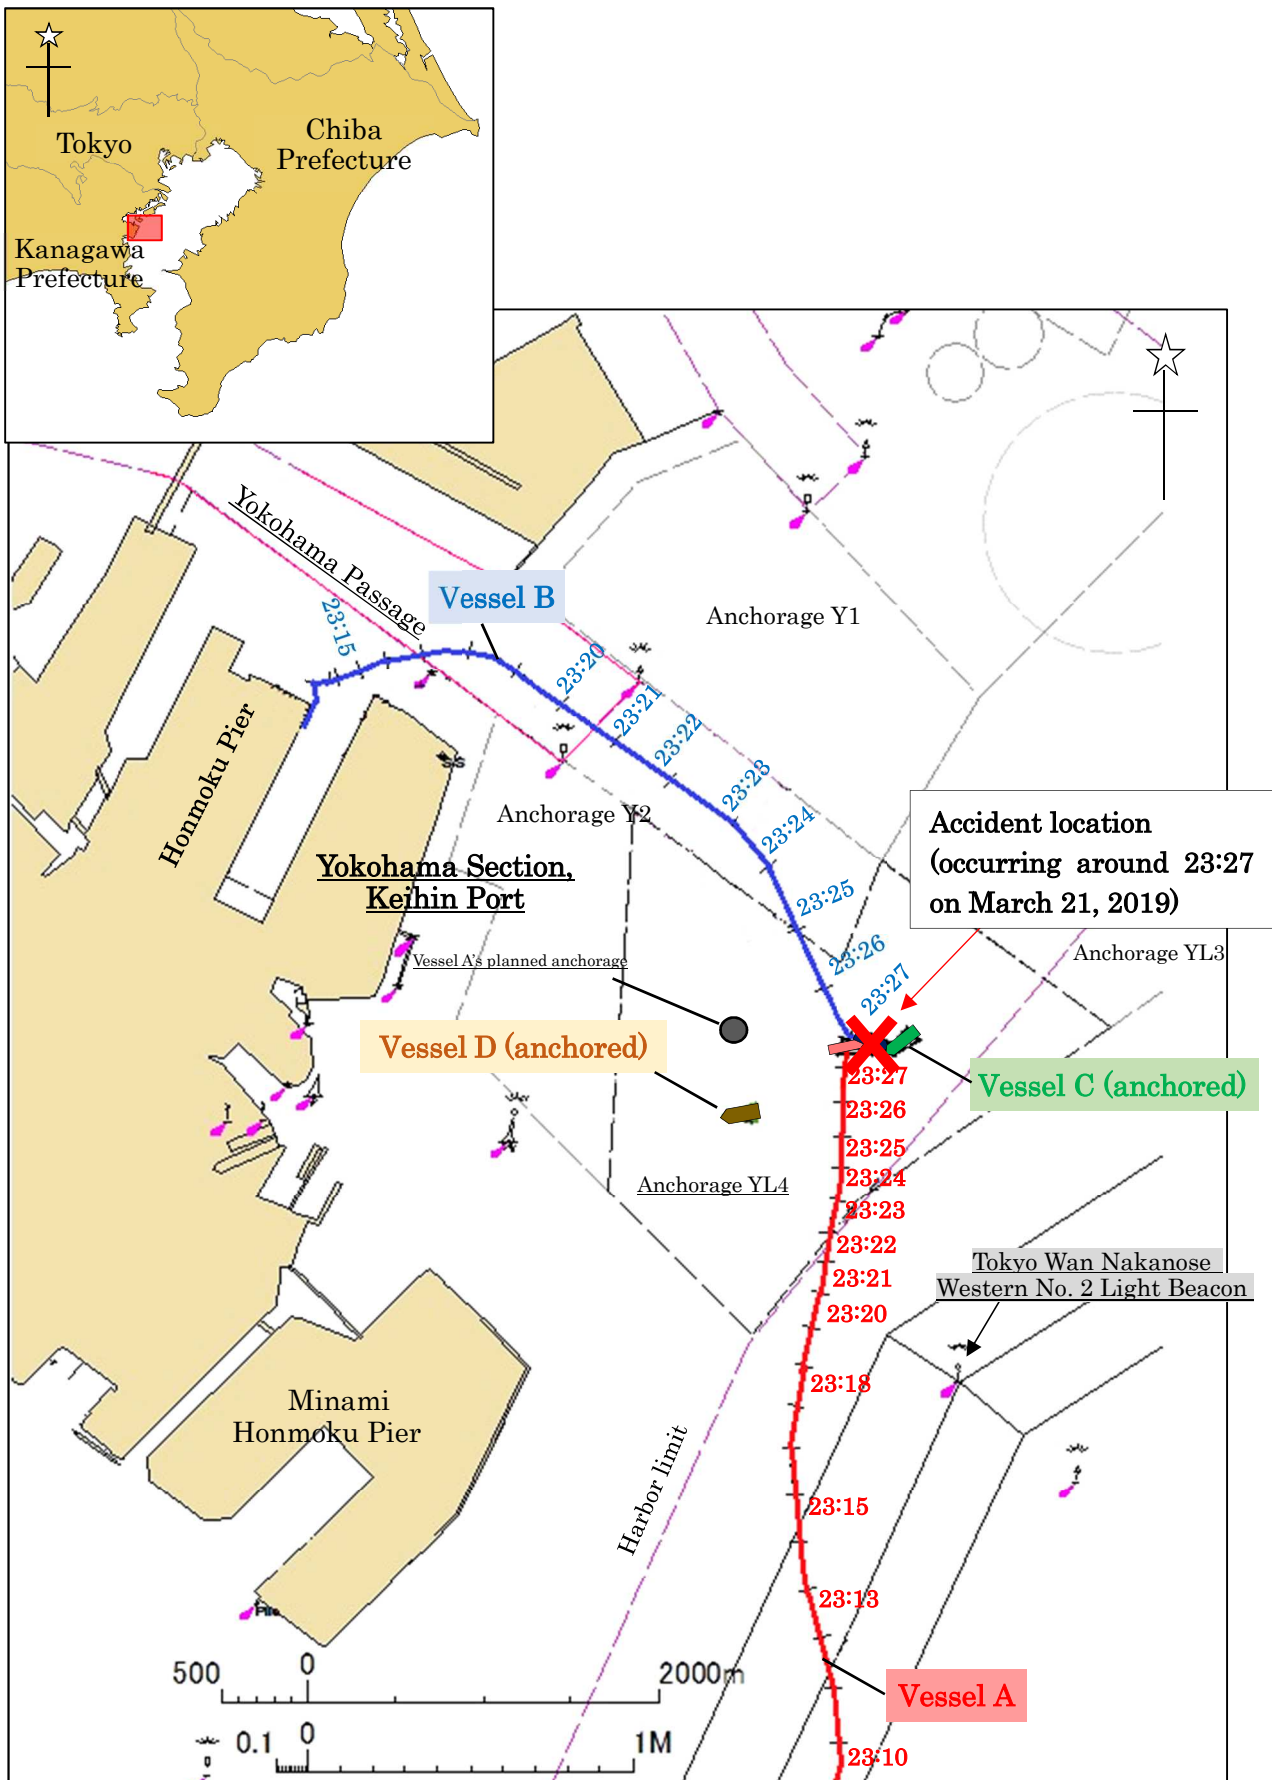 Tokyo
Chiba
Prefecture
Kanagawa
Prefecture
Yokohama Passage
Vessel B
23:15
23:20
23:21
23:22
23:23
23:24
23:25
23:26
23:27
Anchorage Y1
Honmoku Pier
Anchorage Y2
Yokohama Section,
Keihin Port
Accident location
(occurring around 23:27
on March 21, 2019)
Anchorage YL3
Vessel A's planned anchorage
Vessel D (anchored)
Vessel C (anchored)
23:27
23:26
23:25
23:24
23:23
23:22
23:21
23:20
23:18
23:15
23:13
23:10
Anchorage YL4
Tokyo Wan Nakanose
Western No. 2 Light Beacon
Minami
Honmoku Pier
Harbor limit
Vessel A
500 0 2000m
0.1 0 1M